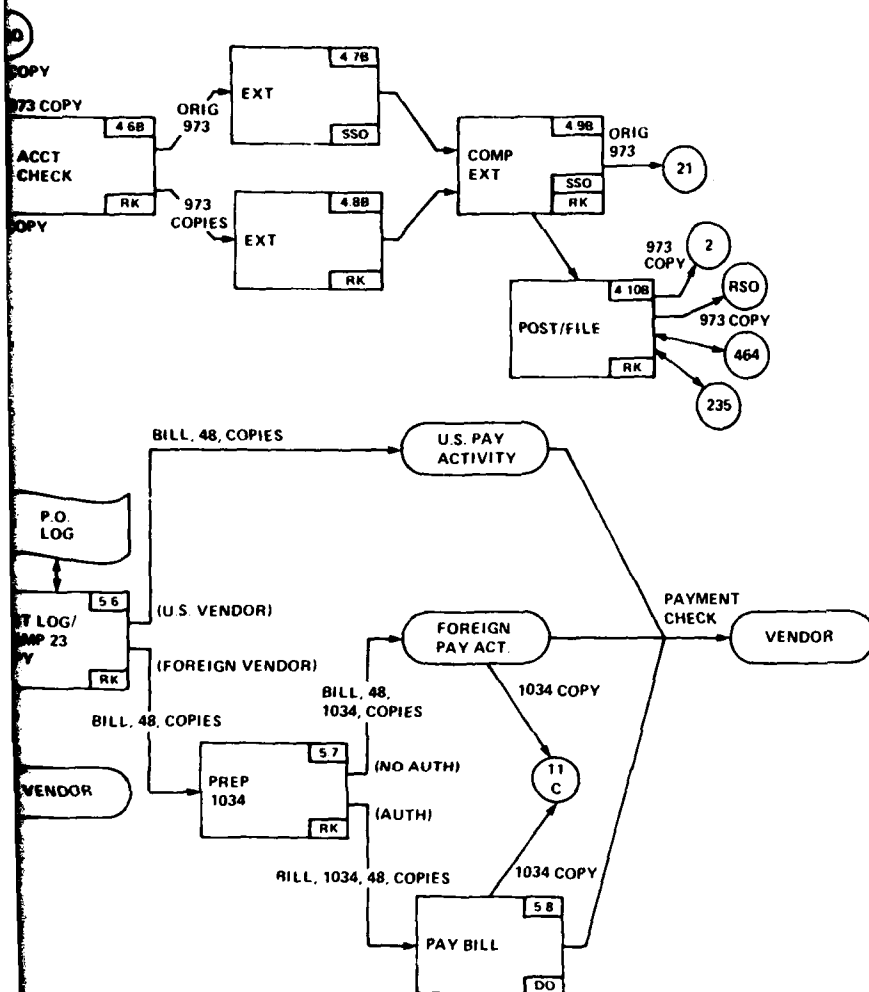 COPY
973 COPY
4 6B
ACCT
CHECK
RK
COPY
ORIG
973
973
COPIES
4 7B
EXT
SSO
4.8B
EXT
RK
4 9B
COMP
EXT
SSO
RK
ORIG
973
21
4 10B
POST/FILE
RK
973
COPY
2
RSO
973 COPY
464
235
BILL, 48, COPIES
U.S. PAY
ACTIVITY
P.O.
LOG
5 6
LOG/
23
RK
(U.S. VENDOR)
(FOREIGN VENDOR)
BILL, 48, COPIES
FOREIGN
PAY ACT.
PAYMENT
CHECK
VENDOR
BILL, 48,
1034, COPIES
1034 COPY
VENDOR
5 7
PREP
1034
RK
(NO AUTH)
(AUTH)
11
C
BILL, 1034, 48, COPIES
1034 COPY
5 8
PAY BILL
DO